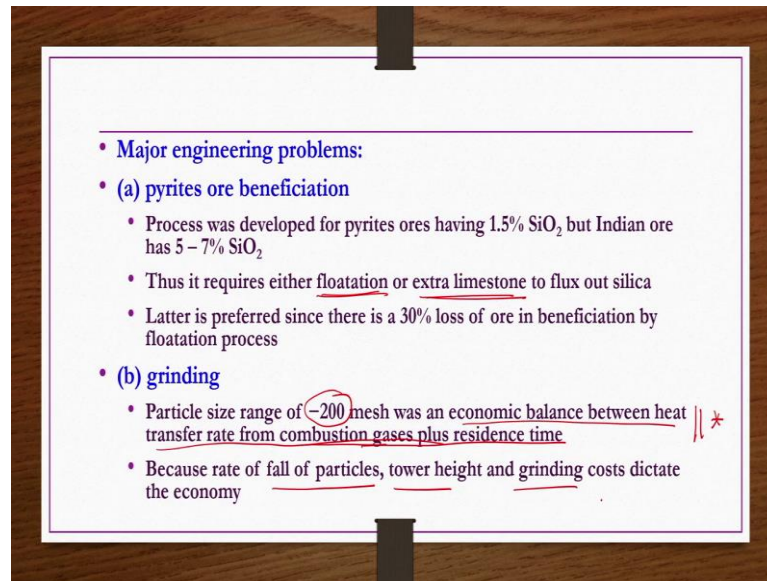 • Major engineering problems:
• (a) pyrites ore beneficiation
• Process was developed for pyrites ores having 1.5% SiO₂ but Indian ore
has 5 – 7% SiO₂
• Thus it requires either floatation or extra limestone to flux out silica
• Latter is preferred since there is a 30% loss of ore in beneficiation by
floatation process
• (b) grinding
• Particle size range of –200 mesh was an economic balance between heat
transfer rate from combustion gases plus residence time
• Because rate of fall of particles, tower height and grinding costs dictate
the economy